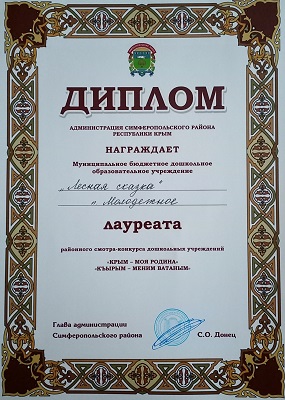 ДИПЛОМ
АДМИНИСТРАЦИЯ СИМФЕРОПОЛЬСКОГО РАЙОНА
РЕСПУБЛИКИ КРЫМ
НАГРАЖДАЕТ
Муниципальное бюджетное дошкольное
образовательное учреждение
„Лесная сказка"
п. Молодежное
лауреата
районного смотра-конкурса дошкольных учреждений
«КРЫМ – МОЯ РОДИНА»
«КЪЫРЫМ – МЕНИМ ВАТАНЫМ»
Глава администрации
Симферопольского района С.О. Донец